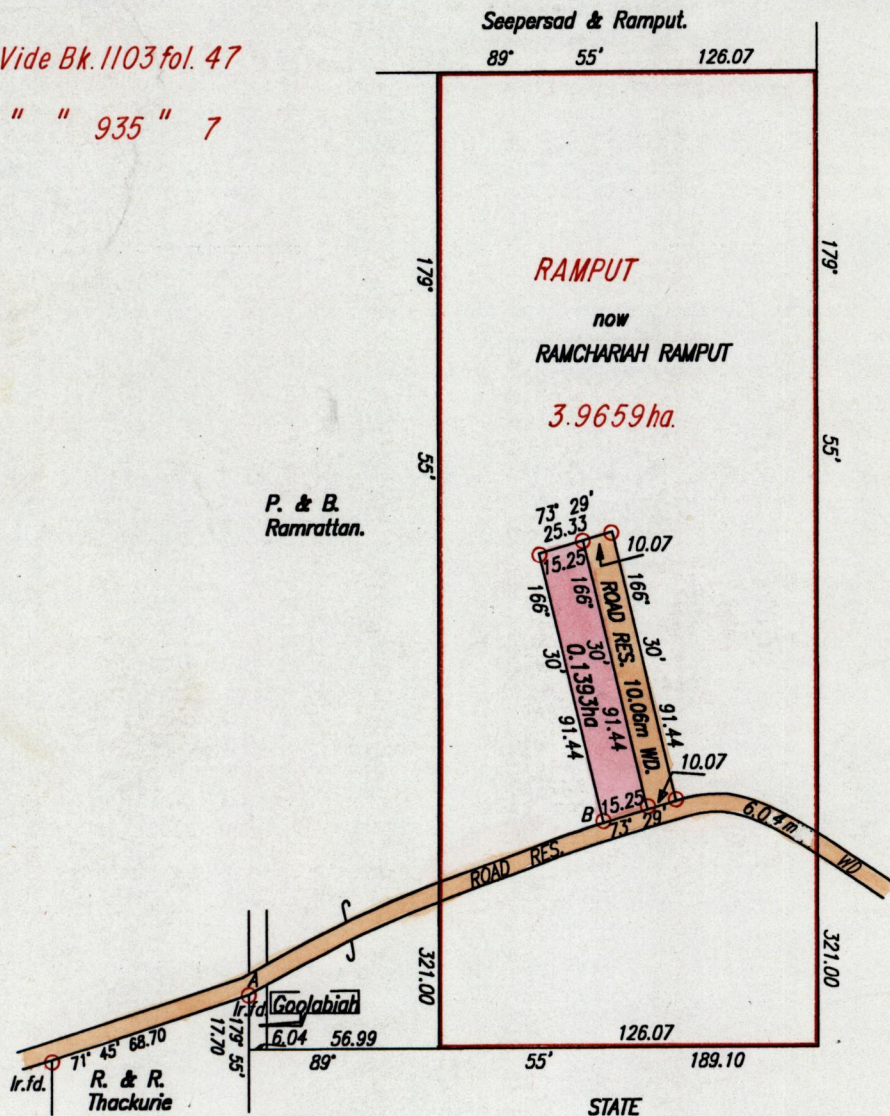 Seepersad & Ramput.
Vide Bk.1103 fol. 47
" " 935 " 7
89° 55' 126.07
179° 55' 321.00
179° 55' 321.00
RAMPUT
now
RAMCHARIAH RAMPUT
3.9659ha.
P. & B.
Ramrattan.
73° 29'
25.33
15.25
10.07
166° 30' 91.44
0.1393ha
166° 30' 91.44
ROAD RES. 10.06m WD.
166° 30' 91.44
10.07
B 15.25
73° 29'
ROAD RES.
6.04m WD
A
Ir.fd.
Goolabiah
6.04 56.99
179° 55'
17.70
71° 45' 68.70
Ir.fd.
R. & R.
Thackurie
126.07
89° 55' 189.10
STATE